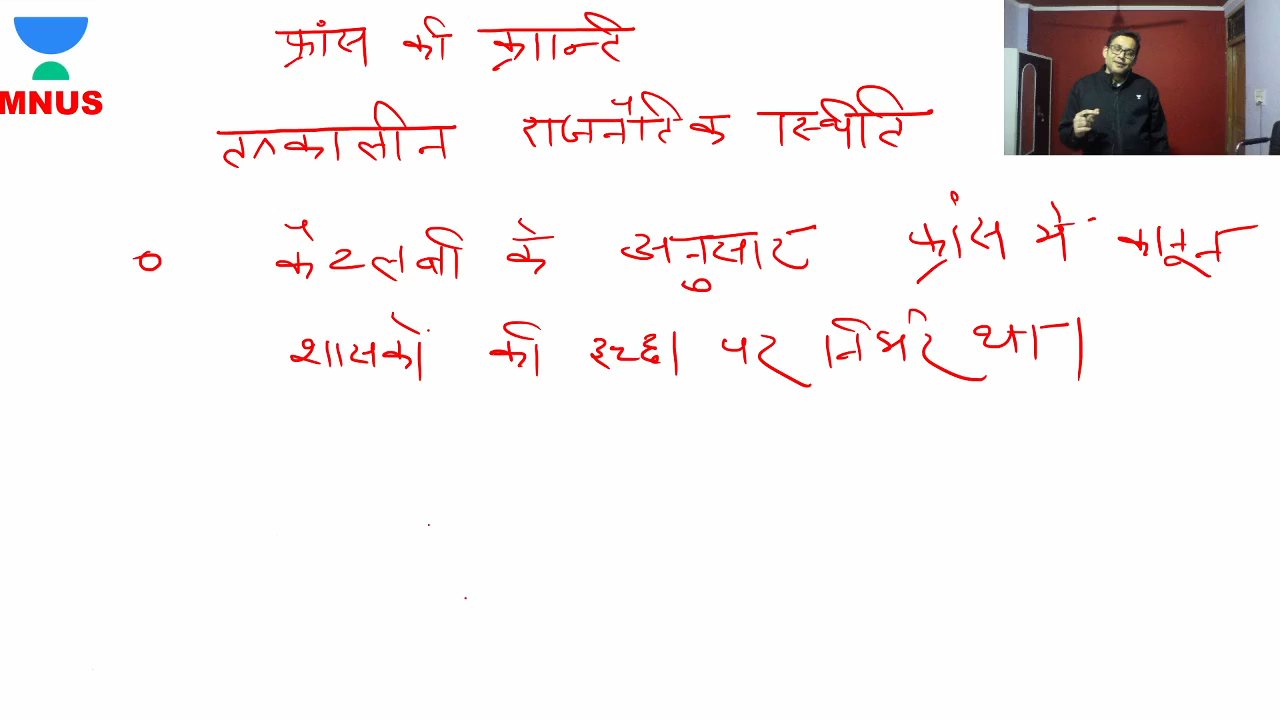 MNUS
फ्रांस की क्रान्ति
तत्कालीन राजनैतिक स्थीति
कैटलबी के अनुसार फ्रांस में कानून
शासकों की इच्छा पर निर्भर था।